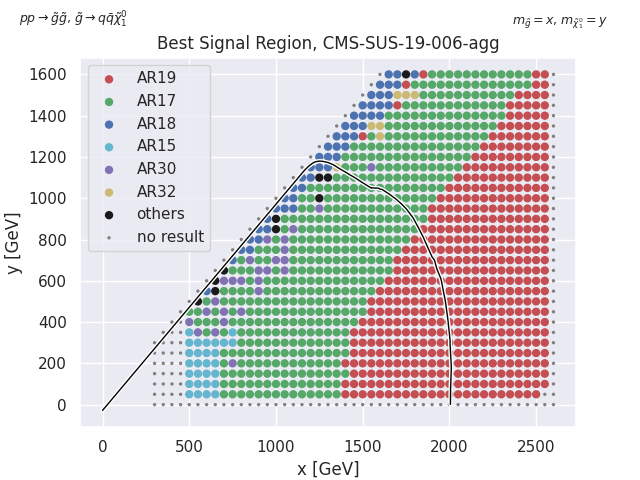 pp → g̃g̃, g̃ → qq̄χ̃₁⁰
m_g̃ = x, m_χ̃₁⁰ = y
Best Signal Region, CMS-SUS-19-006-agg
AR19
AR17
AR18
AR15
AR30
AR32
others
no result
y [GeV]
1600
1400
1200
1000
800
600
400
200
0
0 500 1000 1500 2000 2500
x [GeV]